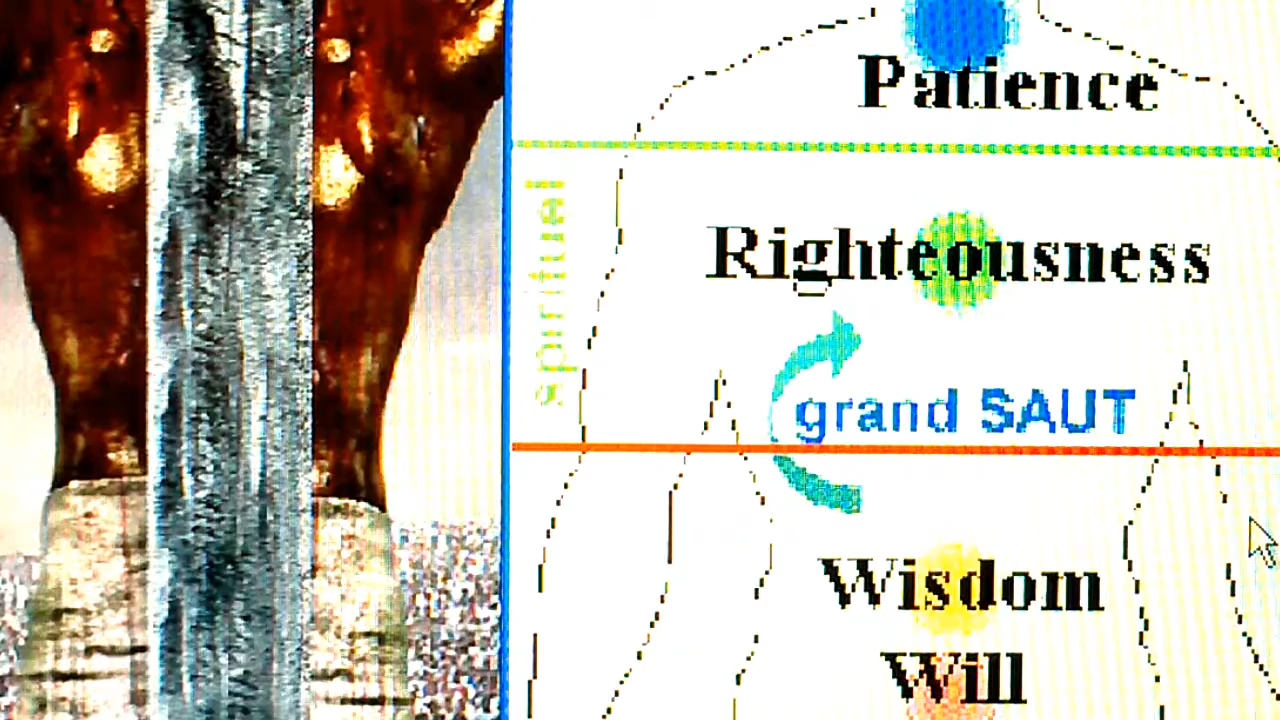 Patience
spirituel
Righteousness
grand SAUT
Wisdom
Will